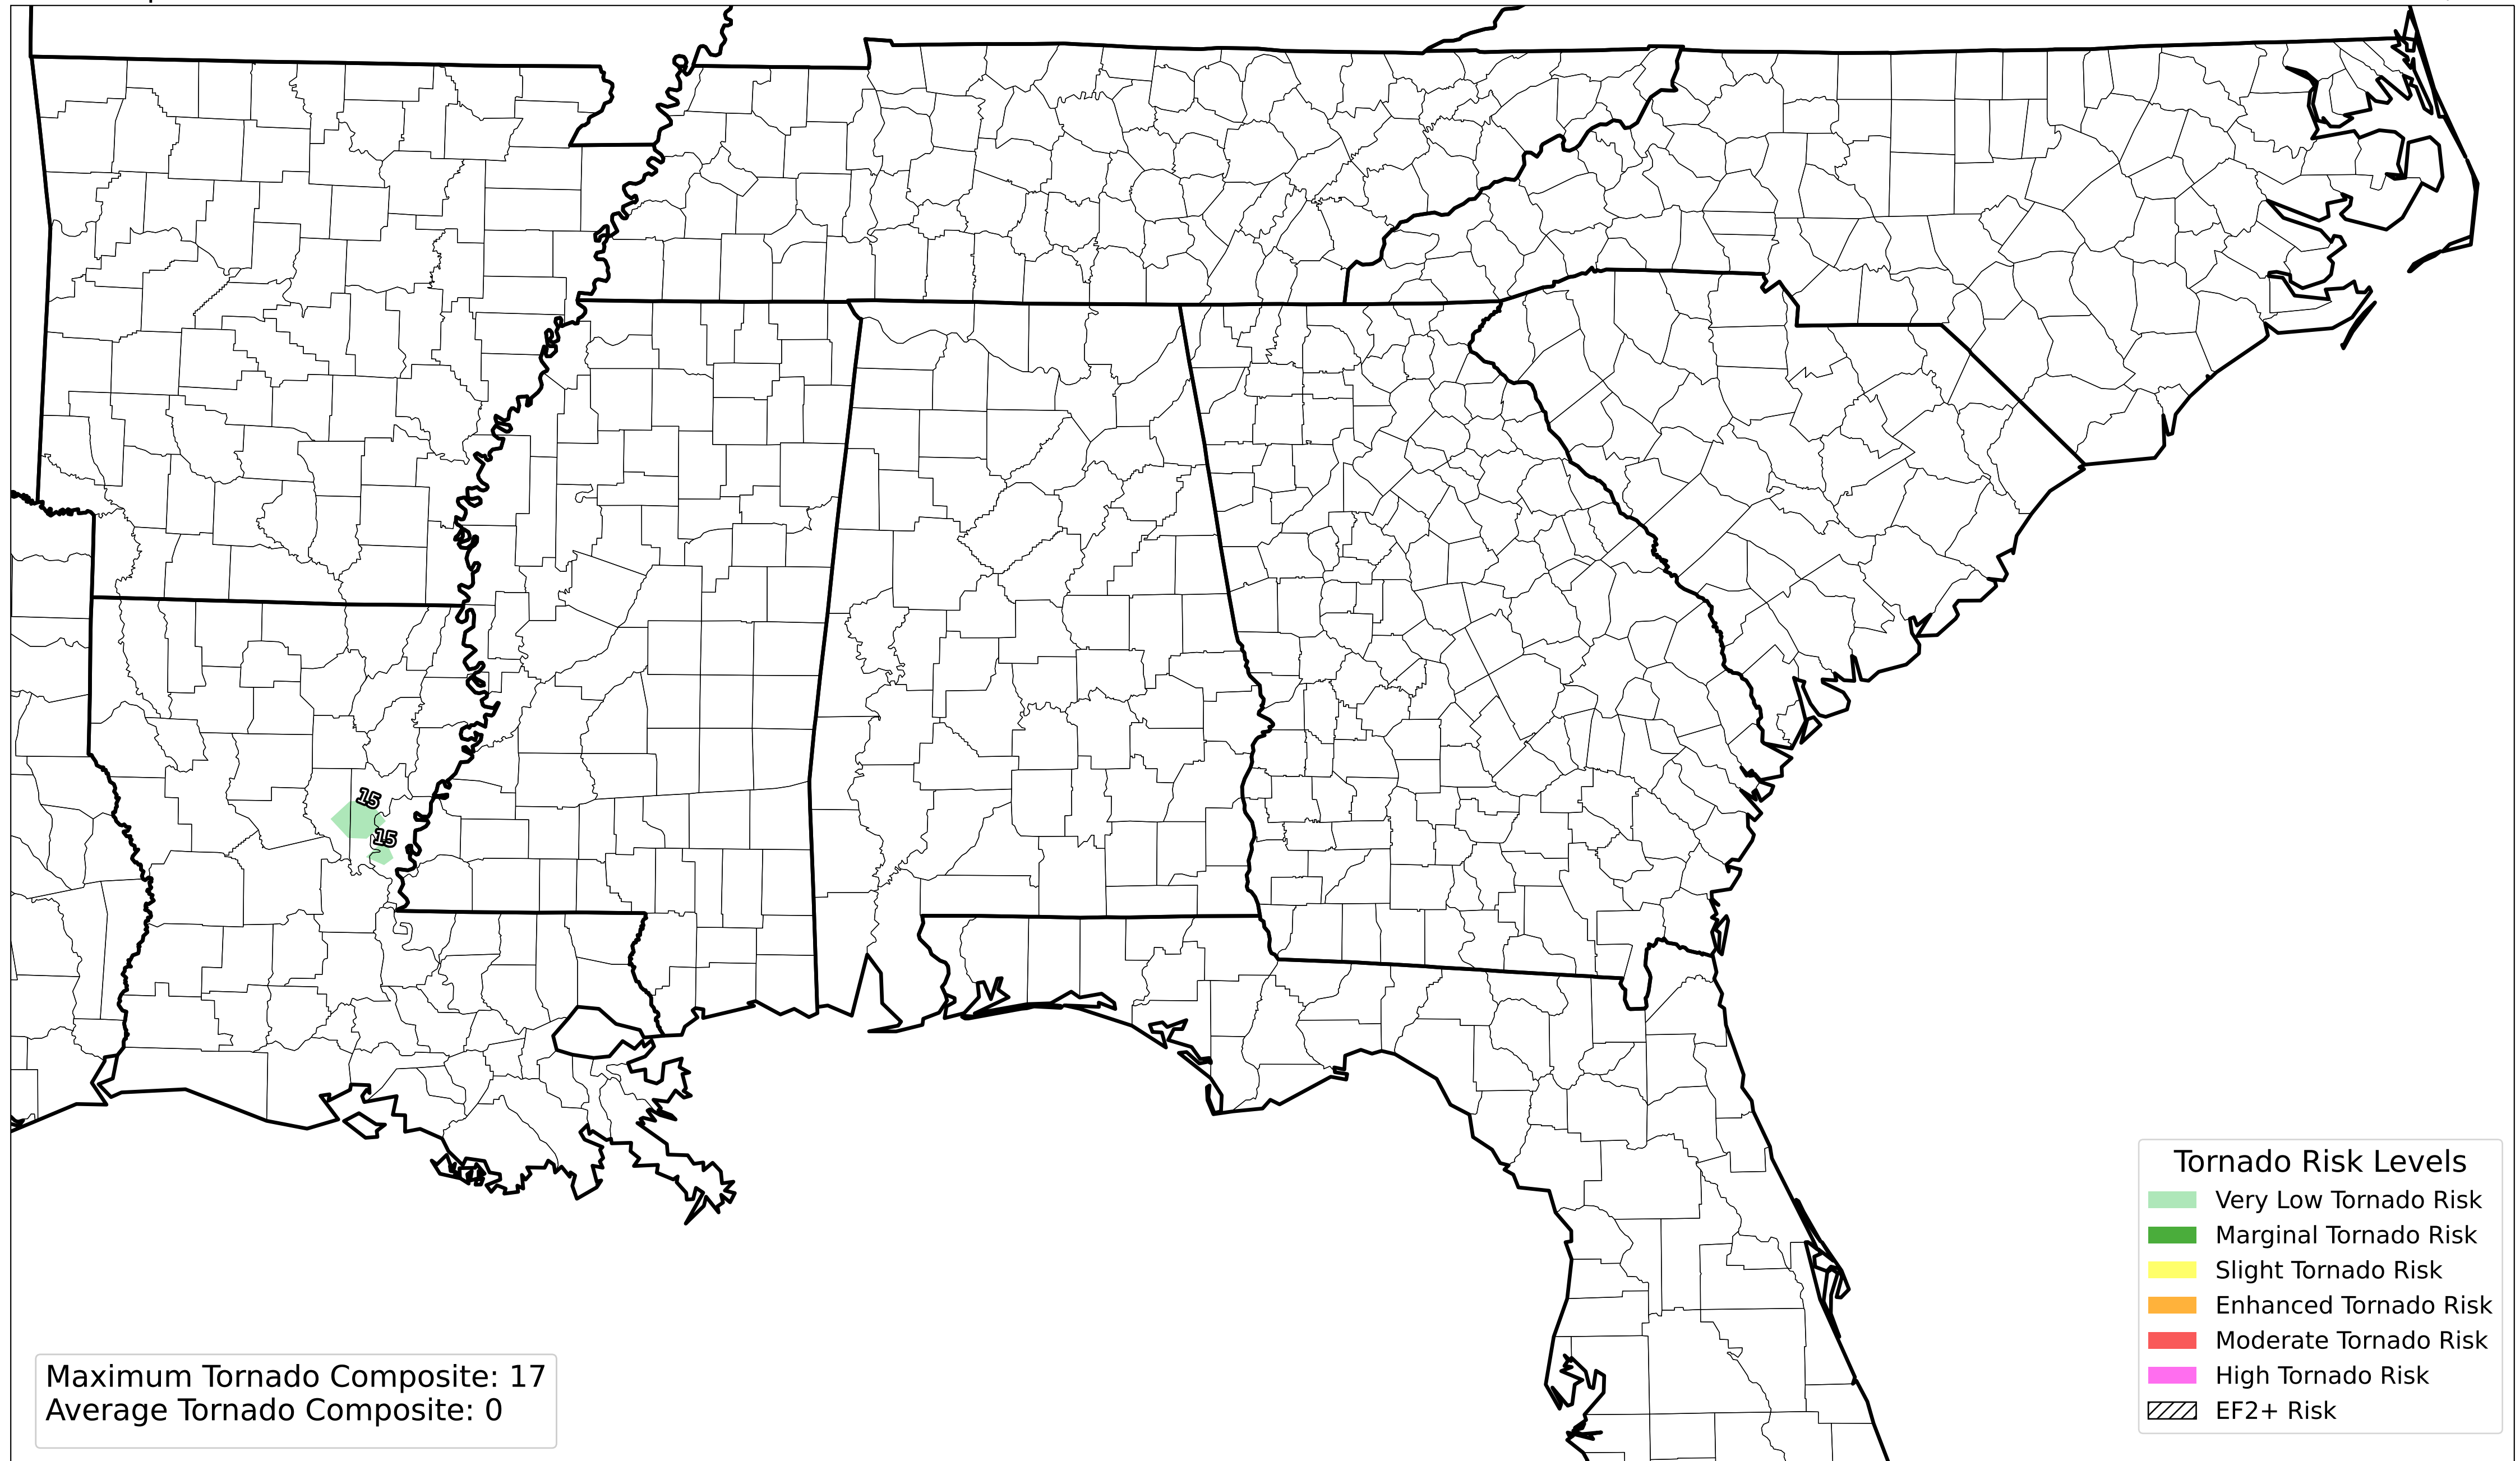 15
15
Tornado Risk Levels
Very Low Tornado Risk
Marginal Tornado Risk
Slight Tornado Risk
Enhanced Tornado Risk
Moderate Tornado Risk
High Tornado Risk
EF2+ Risk
Maximum Tornado Composite: 17
Average Tornado Composite: 0